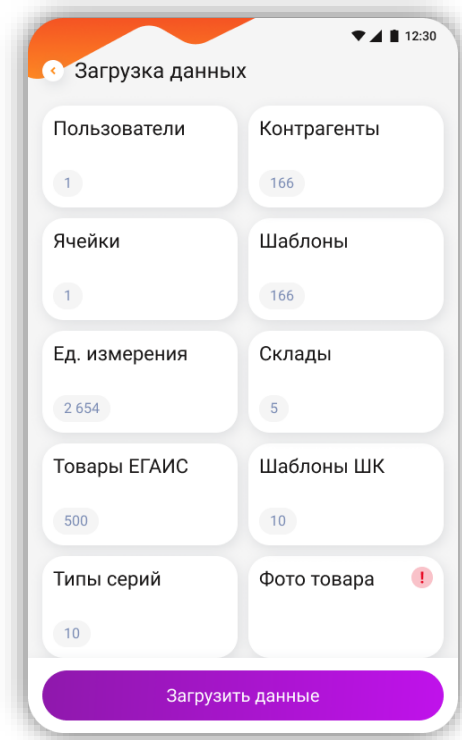 12:30
Загрузка данных
Пользователи
Контрагенты
1
166
Ячейки
Шаблоны
1
166
Ед. измерения
Склады
2 654
5
Товары ЕГАИС
Шаблоны ШК
500
10
Типы серий
Фото товара
!
10
Загрузить данные